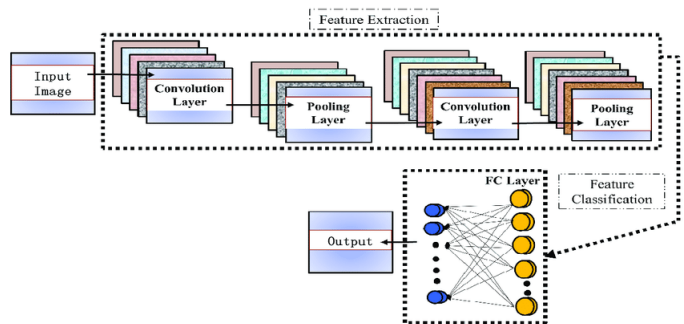 Feature Extraction
Input
Image
Convolution
Layer
Pooling
Layer
Convolution
Layer
Pooling
Layer
FC Layer
Feature
Classification
Output